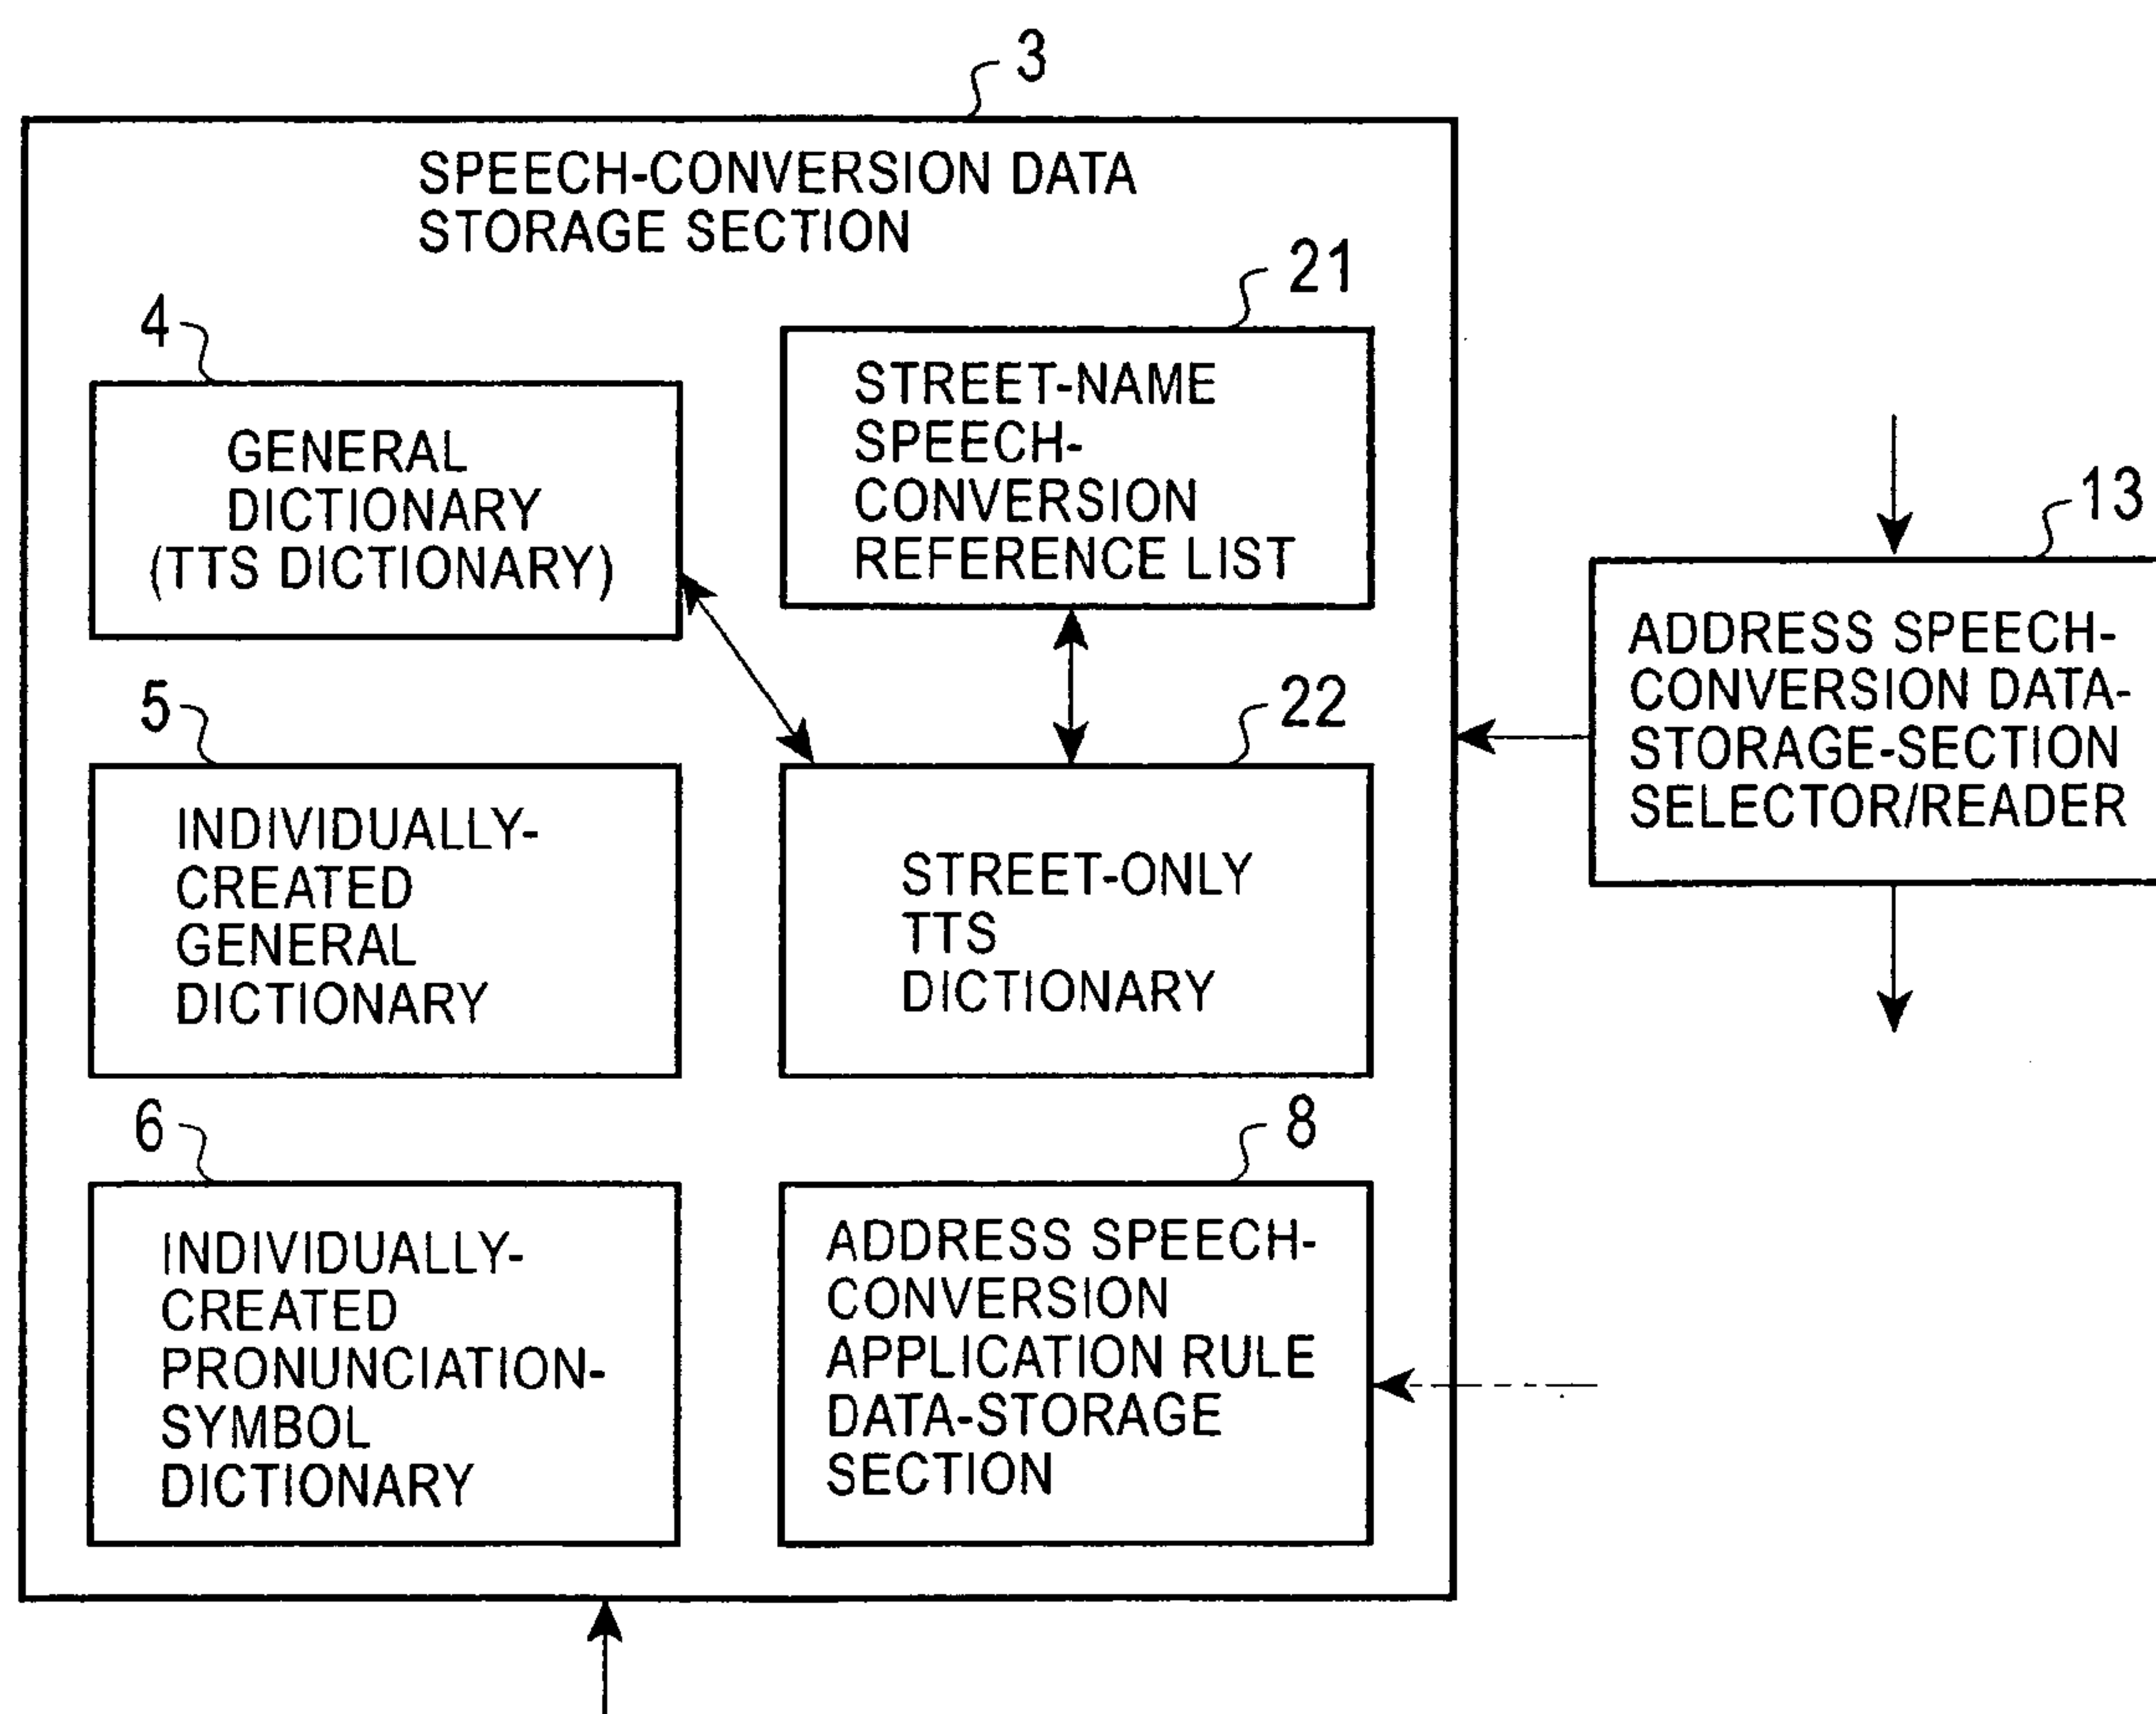 3
SPEECH-CONVERSION DATA
STORAGE SECTION
4
GENERAL
DICTIONARY
(TTS DICTIONARY)
21
STREET-NAME
SPEECH-
CONVERSION
REFERENCE LIST
5
INDIVIDUALLY-
CREATED
GENERAL
DICTIONARY
22
STREET-ONLY
TTS
DICTIONARY
6
INDIVIDUALLY-
CREATED
PRONUNCIATION-
SYMBOL
DICTIONARY
8
ADDRESS SPEECH-
CONVERSION
APPLICATION RULE
DATA-STORAGE
SECTION
13
ADDRESS SPEECH-
CONVERSION DATA-
STORAGE-SECTION
SELECTOR/READER